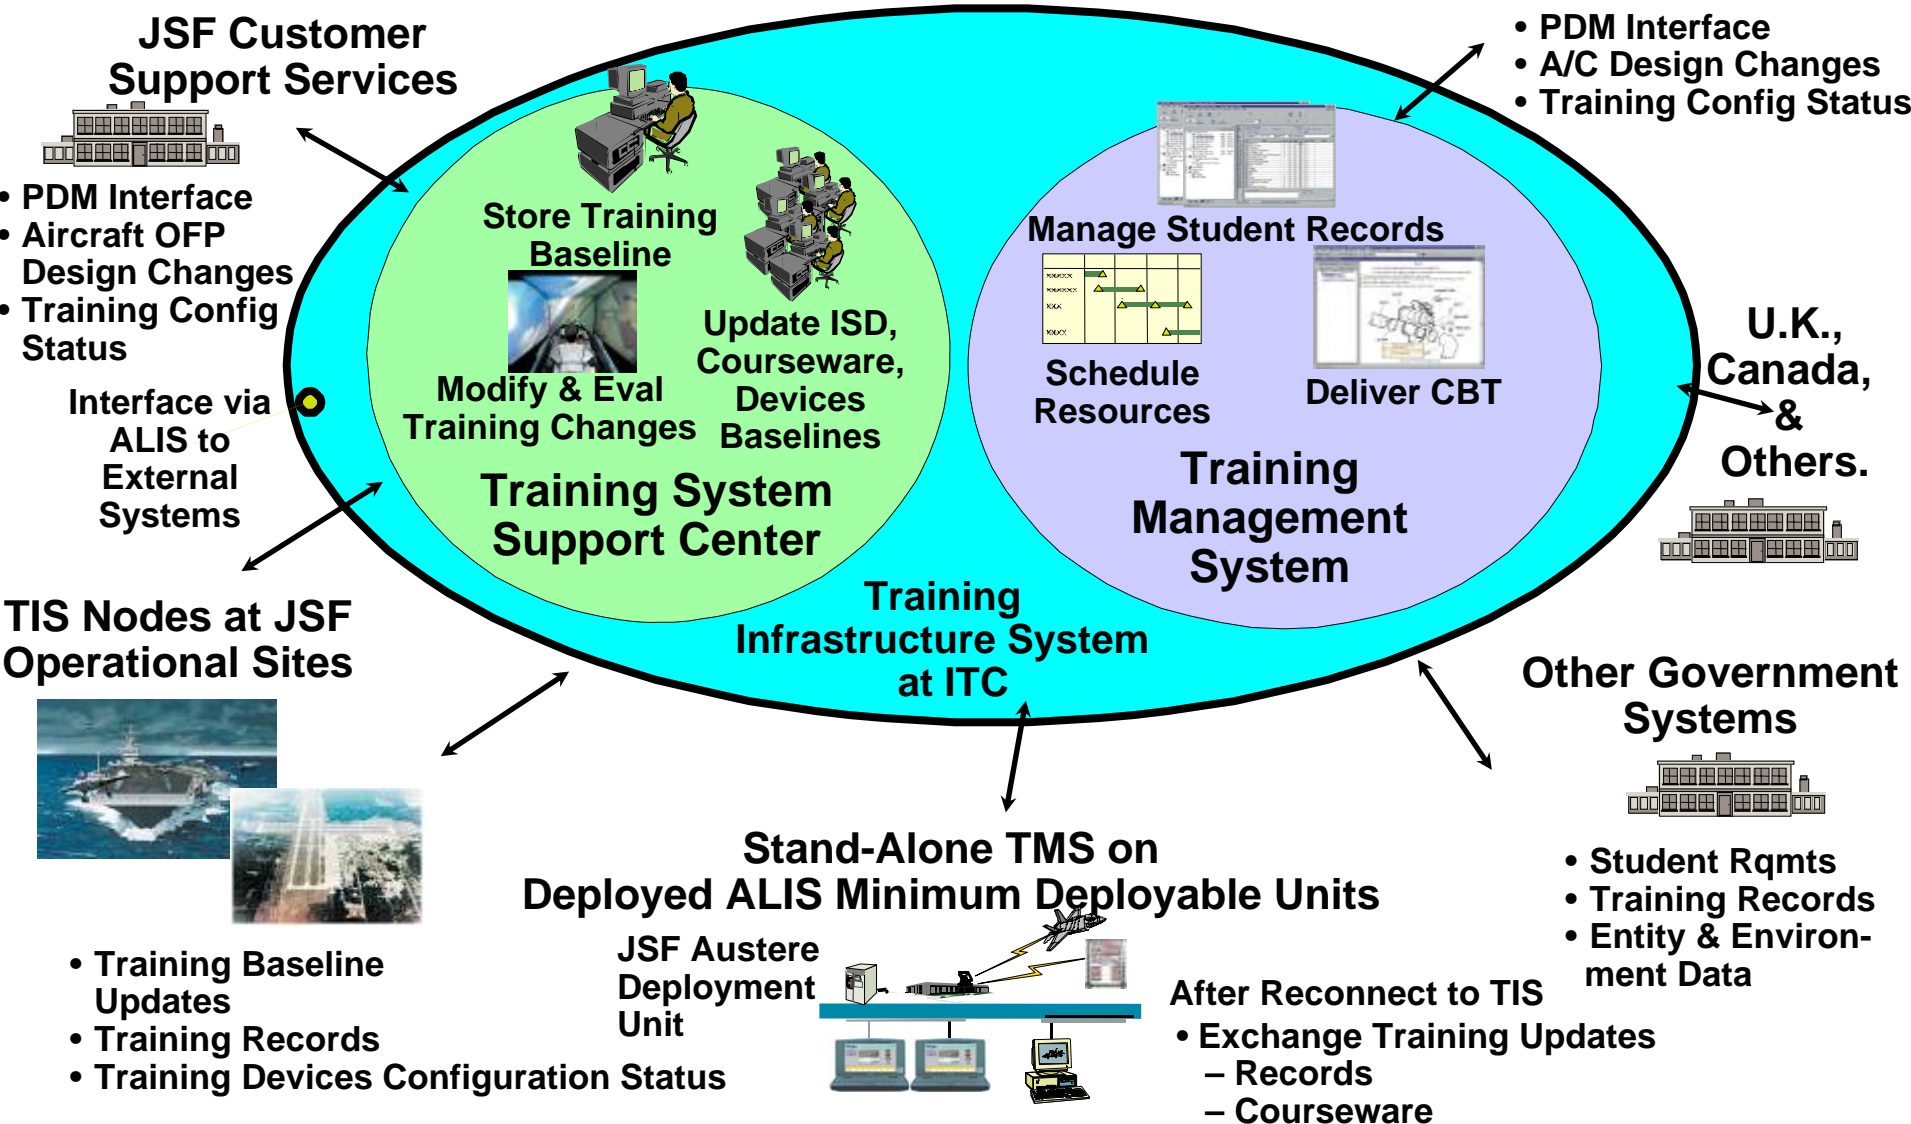 JSF Customer
Support Services
• PDM Interface
• Aircraft OFP
Design Changes
• Training Config
Status
Interface via
ALIS to
External
Systems
TIS Nodes at JSF
Operational Sites
• Training Baseline
Updates
• Training Records
• Training Devices Configuration Status
Store Training
Baseline
Modify & Eval
Training Changes
Update ISD,
Courseware,
Devices
Baselines
Training System
Support Center
Manage Student Records
Schedule
Resources
Deliver CBT
Training
Management
System
Training
Infrastructure System
at ITC
• PDM Interface
• A/C Design Changes
• Training Config Status
U.K.,
Canada,
&
Others.
Other Government
Systems
• Student Rqmts
• Training Records
• Entity & Environ-
ment Data
Stand-Alone TMS on
Deployed ALIS Minimum Deployable Units
JSF Austere
Deployment
Unit
After Reconnect to TIS
• Exchange Training Updates
– Records
– Courseware